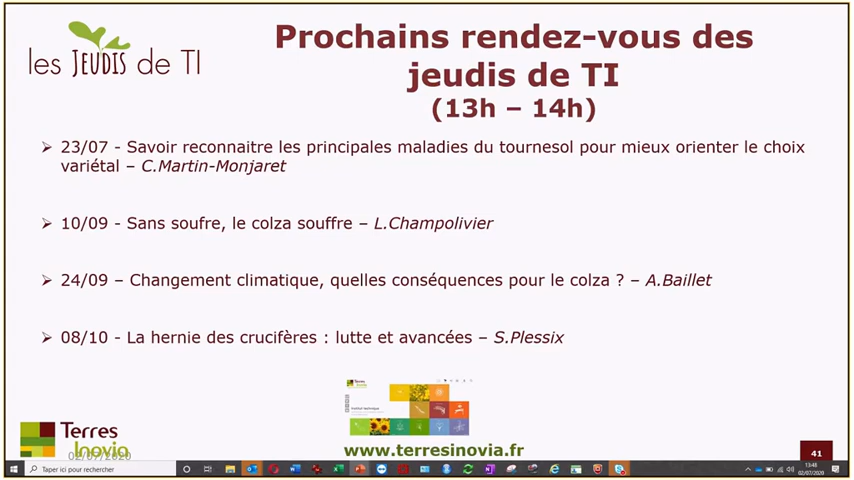 les JEUDIS de TI
Prochains rendez-vous des
jeudis de TI
(13h – 14h)
23/07 - Savoir reconnaitre les principales maladies du tournesol pour mieux orienter le choix
variétal – C.Martin-Monjaret
10/09 - Sans soufre, le colza souffre – L.Champolivier
24/09 – Changement climatique, quelles conséquences pour le colza ? – A.Baillet
08/10 - La hernie des crucifères : lutte et avancées – S.Plessix
Terres
Inovia
02/07/2020
www.terresinovia.fr
41
Taper ici pour rechercher
13:48
02/07/2020